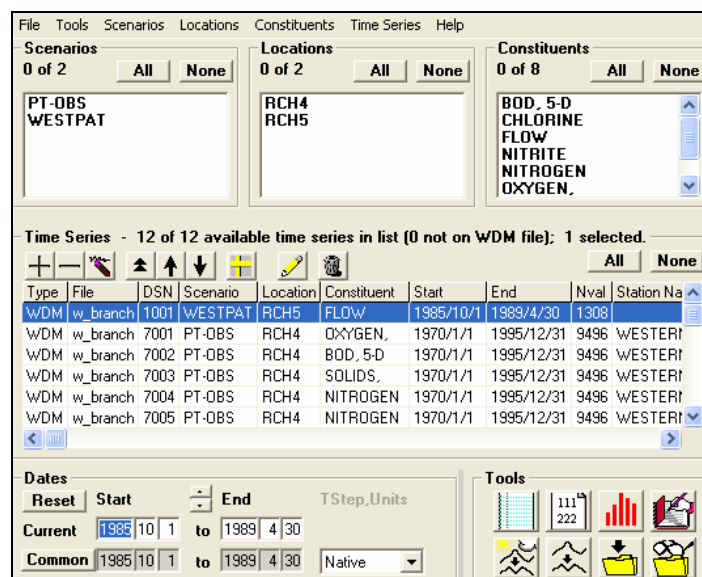 File Tools Scenarios Locations Constituents Time Series Help
Scenarios
0 of 2 All None
PT-OBS
WESTPAT
Locations
0 of 2 All None
RCH4
RCH5
Constituents
0 of 8 All None
BOD, 5-D
CHLORINE
FLOW
NITRITE
NITROGEN
OXYGEN,
Time Series - 12 of 12 available time series in list (0 not on WDM file); 1 selected.
All None
Type File DSN Scenario Location Constituent Start End Nval Station Na
WDM w_branch 1001 WESTPAT RCH5 FLOW 1985/10/1 1989/4/30 1308
WDM w_branch 7001 PT-OBS RCH4 OXYGEN, 1970/1/1 1995/12/31 9496 WESTERN
WDM w_branch 7002 PT-OBS RCH4 BOD, 5-D 1970/1/1 1995/12/31 9496 WESTERN
WDM w_branch 7003 PT-OBS RCH4 SOLIDS, 1970/1/1 1995/12/31 9496 WESTERN
WDM w_branch 7004 PT-OBS RCH4 NITROGEN 1970/1/1 1995/12/31 9496 WESTERN
WDM w_branch 7005 PT-OBS RCH4 NITROGEN 1970/1/1 1995/12/31 9496 WESTERN
Dates
Reset Start End TStep,Units
Current 1985 10 1 to 1989 4 30
Common 1985 10 1 to 1989 4 30 Native
Tools
111
222